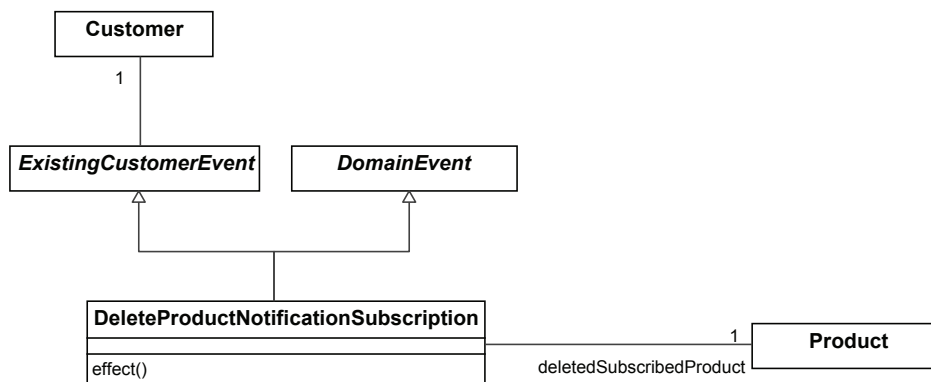 Customer
1
ExistingCustomerEvent
DomainEvent
DeleteProductNotificationSubscription
effect()
1
deletedSubscribedProduct
Product